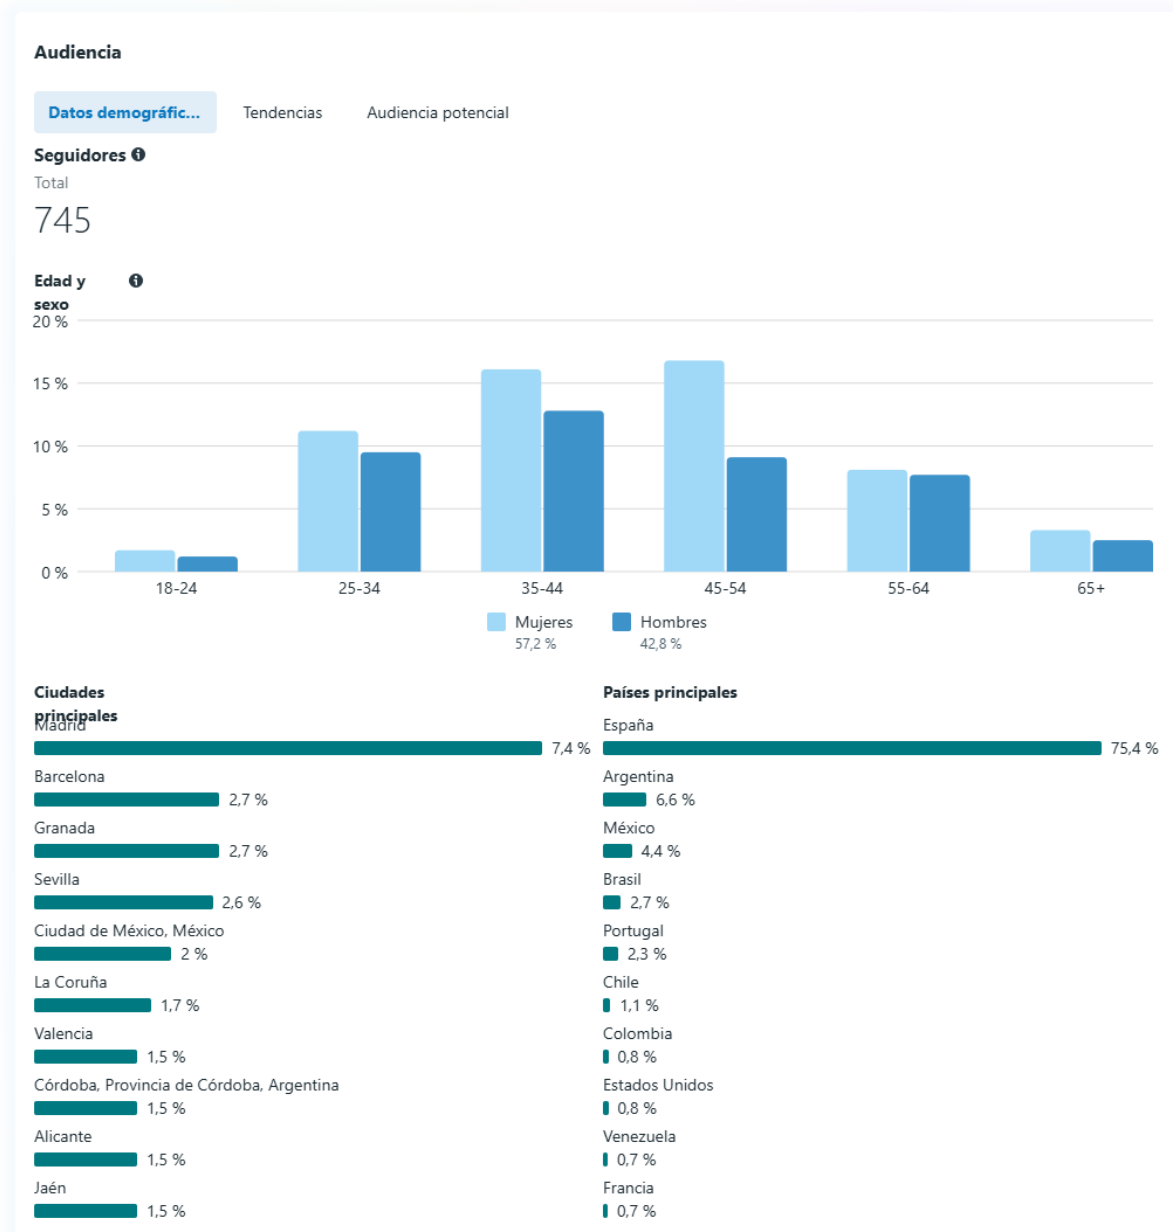 Audiencia
Datos demográfic...
Tendencias
Audiencia potencial
Seguidores
Total
745
Edad y
sexo
20 %
15 %
10 %
5 %
0 %
18-24
25-34
35-44
45-54
55-64
65+
Mujeres
57,2 %
Hombres
42,8 %
Ciudades
principales
Madrid
7,4 %
Barcelona
2,7 %
Granada
2,7 %
Sevilla
2,6 %
Ciudad de México, México
2 %
La Coruña
1,7 %
Valencia
1,5 %
Córdoba, Provincia de Córdoba, Argentina
1,5 %
Alicante
1,5 %
Jaén
1,5 %
Países principales
España
75,4 %
Argentina
6,6 %
México
4,4 %
Brasil
2,7 %
Portugal
2,3 %
Chile
1,1 %
Colombia
0,8 %
Estados Unidos
0,8 %
Venezuela
0,7 %
Francia
0,7 %